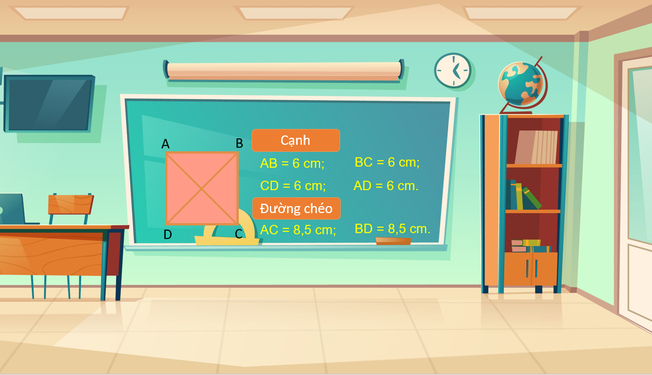 A
B
Cạnh
AB = 6 cm;
BC = 6 cm;
CD = 6 cm;
AD = 6 cm.
Đường chéo
D
C
AC = 8,5 cm;
BD = 8,5 cm.